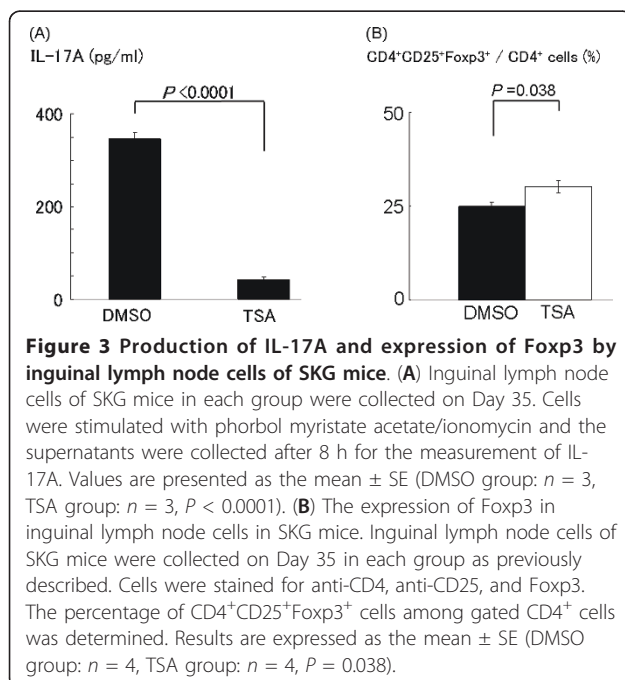 (A)
IL-17A (pg/ml)
P <0.0001
400
200
0
DMSO
TSA
(B)
CD4⁺CD25⁺Foxp3⁺ / CD4⁺ cells (%)
P =0.038
50
25
0
DMSO
TSA
Figure 3 Production of IL-17A and expression of Foxp3 by
inguinal lymph node cells of SKG mice. (A) Inguinal lymph node
cells of SKG mice in each group were collected on Day 35. Cells
were stimulated with phorbol myristate acetate/ionomycin and the
supernatants were collected after 8 h for the measurement of IL-
17A. Values are presented as the mean ± SE (DMSO group: n = 3,
TSA group: n = 3, P < 0.0001). (B) The expression of Foxp3 in
inguinal lymph node cells in SKG mice. Inguinal lymph node cells of
SKG mice were collected on Day 35 in each group as previously
described. Cells were stained for anti-CD4, anti-CD25, and Foxp3.
The percentage of CD4⁺CD25⁺Foxp3⁺ cells among gated CD4⁺ cells
was determined. Results are expressed as the mean ± SE (DMSO
group: n = 4, TSA group: n = 4, P = 0.038).